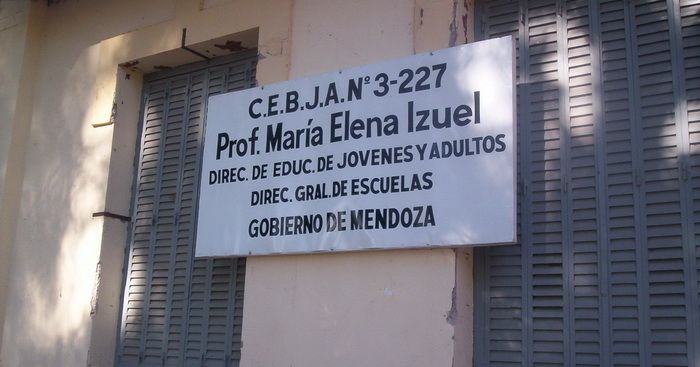 C.E.B.J.A. Nº 3-227
Prof. María Elena Izuel
DIREC. DE EDUC. DE JOVENES Y ADULTOS
DIREC. GRAL. DE ESCUELAS
GOBIERNO DE MENDOZA